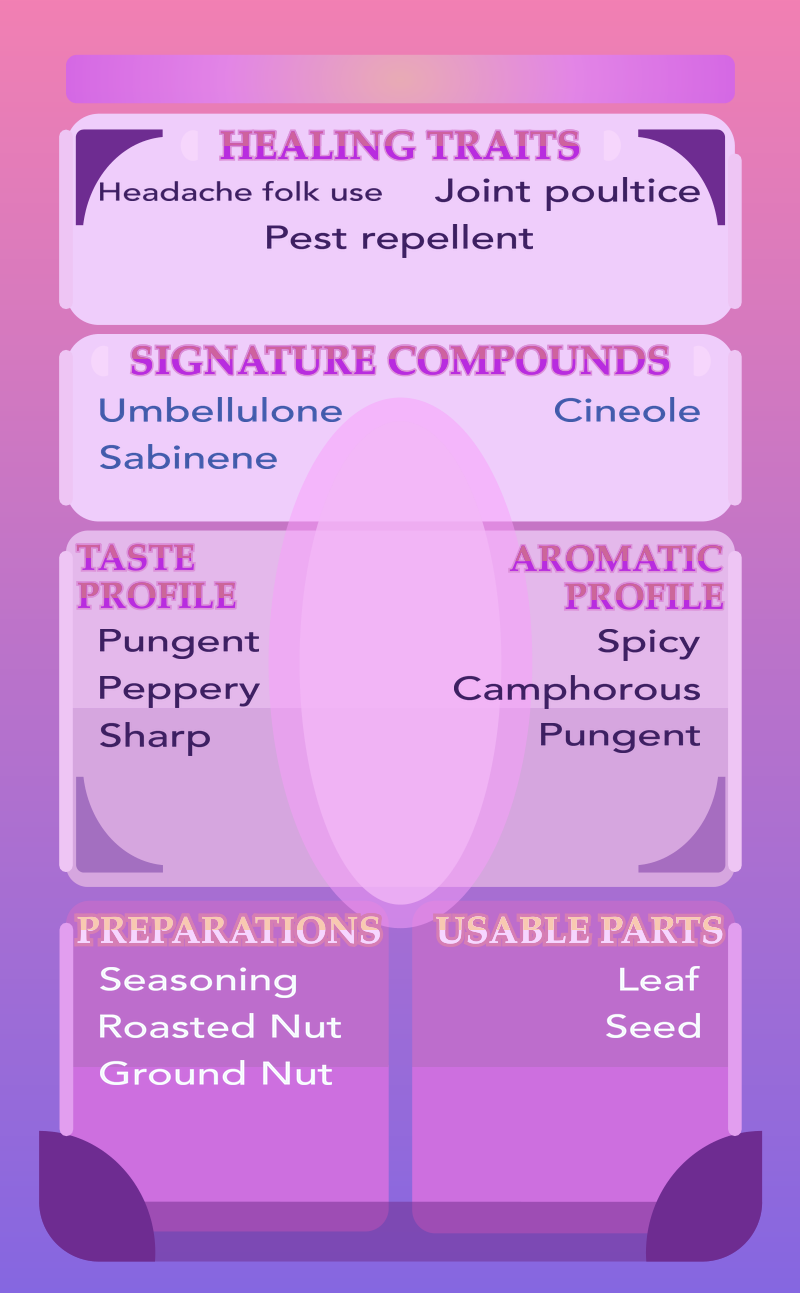 HEALING TRAITS
Headache folk use Joint poultice
Pest repellent
SIGNATURE COMPOUNDS
Umbellulone Cineole
Sabinene
TASTE
PROFILE
Pungent
Peppery
Sharp
AROMATIC
PROFILE
Spicy
Camphorous
Pungent
PREPARATIONS
Seasoning
Roasted Nut
Ground Nut
USABLE PARTS
Leaf
Seed